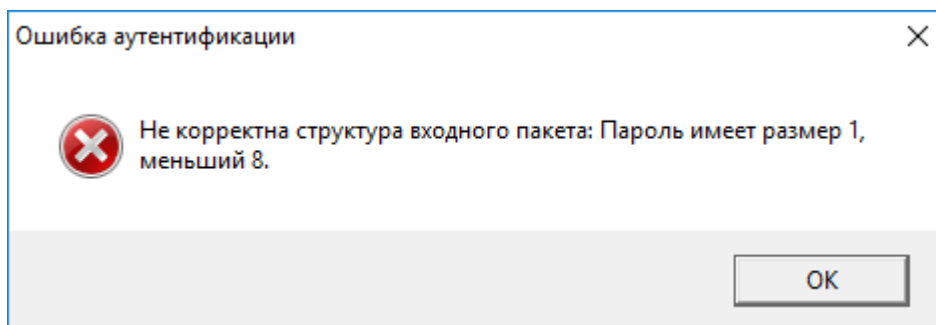 Ошибка аутентификации
Не корректна структура входного пакета: Пароль имеет размер 1,
меньший 8.
OK